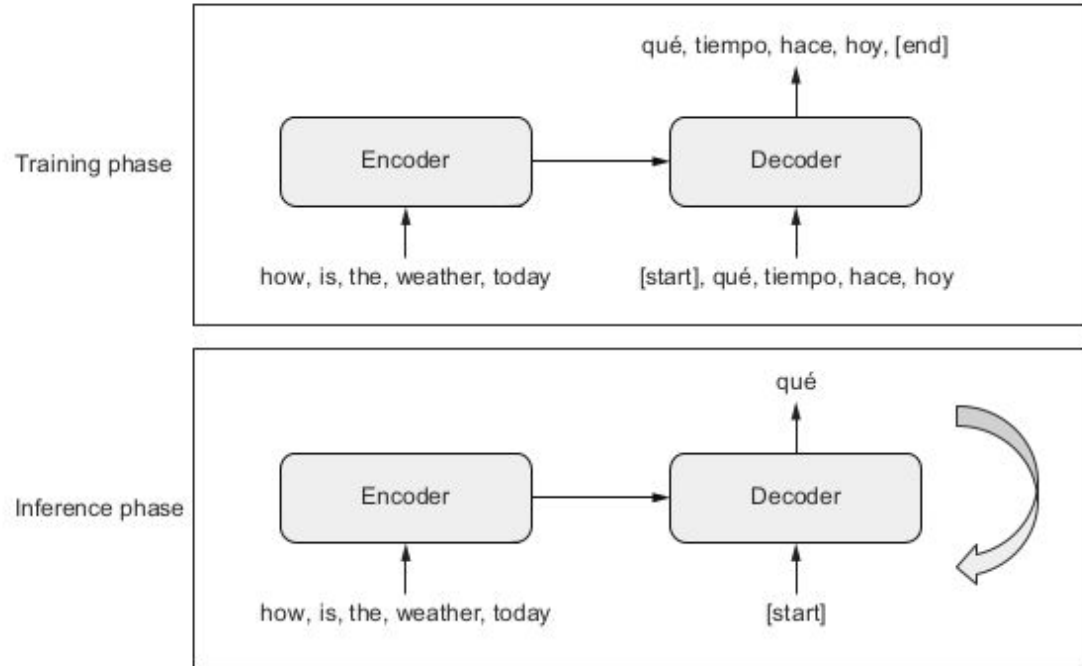 qué, tiempo, hace, hoy, [end]
Encoder
Decoder
Training phase
how, is, the, weather, today
[start], qué, tiempo, hace, hoy
qué
Encoder
Decoder
Inference phase
how, is, the, weather, today
[start]